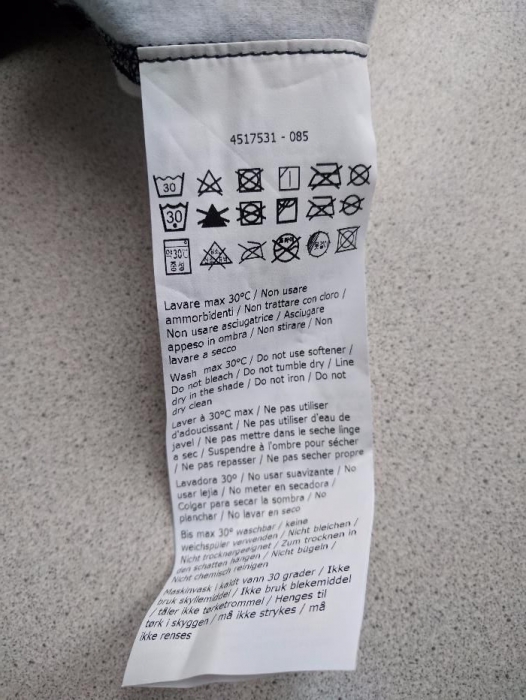 4517531 - 085
30
30
약30℃
중성
Lavare max 30°C / Non usare
ammorbidenti / Non trattare con cloro /
Non usare asciugatrice / Asciugare
appeso in ombra / Non stirare / Non
lavare a secco
Wash max 30°C / Do not use softener /
Do not bleach / Do not tumble dry / Line
dry in the shade / Do not iron / Do not
dry clean
Laver à 30°C max / Ne pas utiliser
d'adoucissant / Ne pas utiliser d'eau de
javel / Ne pas mettre dans le seche linge
a sec / Suspendre à l'ombre pour sécher
/ Ne pas repasser / Ne pas secher propre
Lavadora 30° / No usar suavizante / No
usar lejia / No meter en secadora /
Colgar para secar la sombra / No
planchar / No lavar en seco
Bis max 30° waschbar / keine
weichspüler verwenden / Nicht bleichen /
Nicht trocknergeeignet / Zum trocknen in
den schatten hängen / Nicht bügeln /
Nicht chemisch reinigen
Maskinvask i kaldt vann 30 grader / Ikke
bruk skyllemiddel / Ikke bruk blekemiddel
/ tåler ikke tørketrommel / Henges til
tørk i skyggen / må ikke strykes / må
ikke renses